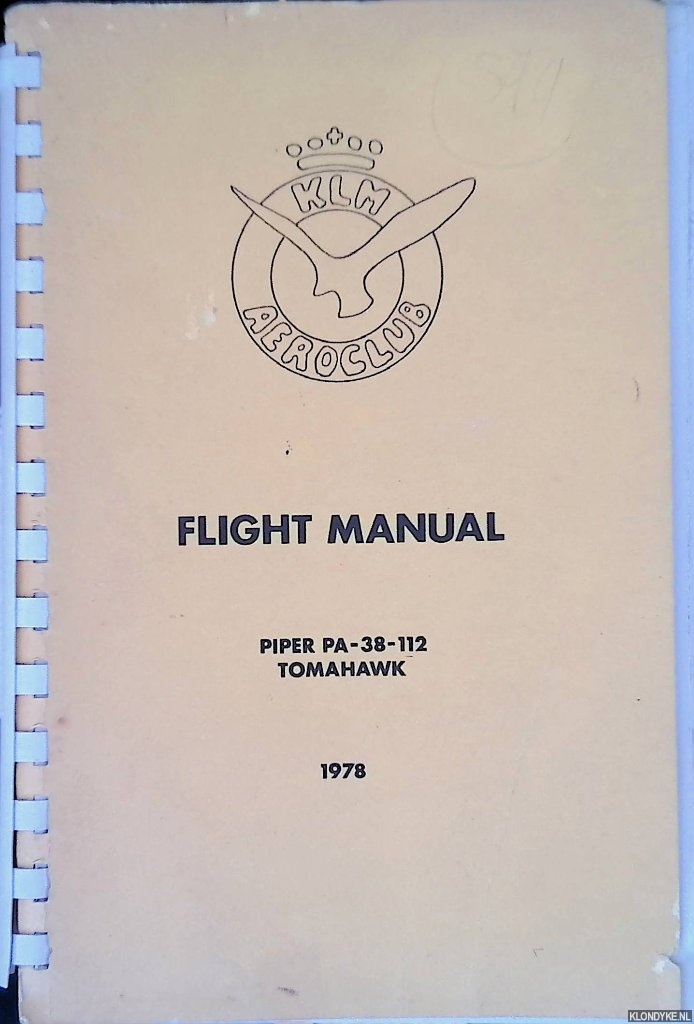 KLM
AEROCLUB
FLIGHT MANUAL
PIPER PA-38-112
TOMAHAWK
1978
KLONDYKE.NL